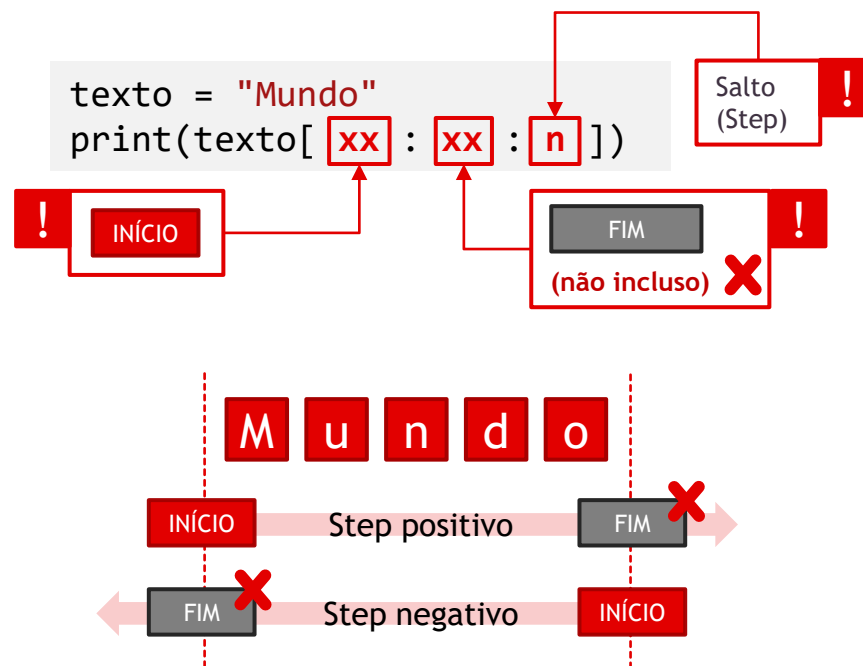 texto = "Mundo"
print(texto[ xx : xx : n ])
Salto
(Step)
!
!
INÍCIO
FIM
(não incluso)
!
M u n d o
INÍCIO Step positivo FIM
FIM Step negativo INÍCIO